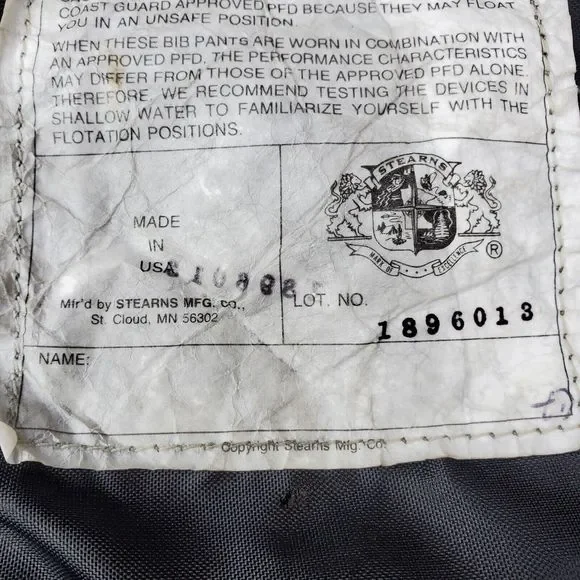 COAST GUARD APPROVED PFD BECAUSE THEY MAY FLOAT
YOU IN AN UNSAFE POSITION.
WHEN THESE BIB PANTS ARE WORN IN COMBINATION WITH
AN APPROVED PFD, THE PERFORMANCE CHARACTERISTICS
MAY DIFFER FROM THOSE OF THE APPROVED PFD ALONE.
THEREFORE, WE RECOMMEND TESTING THE DEVICES IN
SHALLOW WATER TO FAMILIARIZE YOURSELF WITH THE
FLOTATION POSITIONS.
MADE
IN
USA
Mfr'd by STEARNS MFG. CO.,
St. Cloud, MN 56302
STEARNS
MARK OF EXCELLENCE
®
LOT. NO.
1896013
NAME:
© Copyright Stearns Mfg. Co.